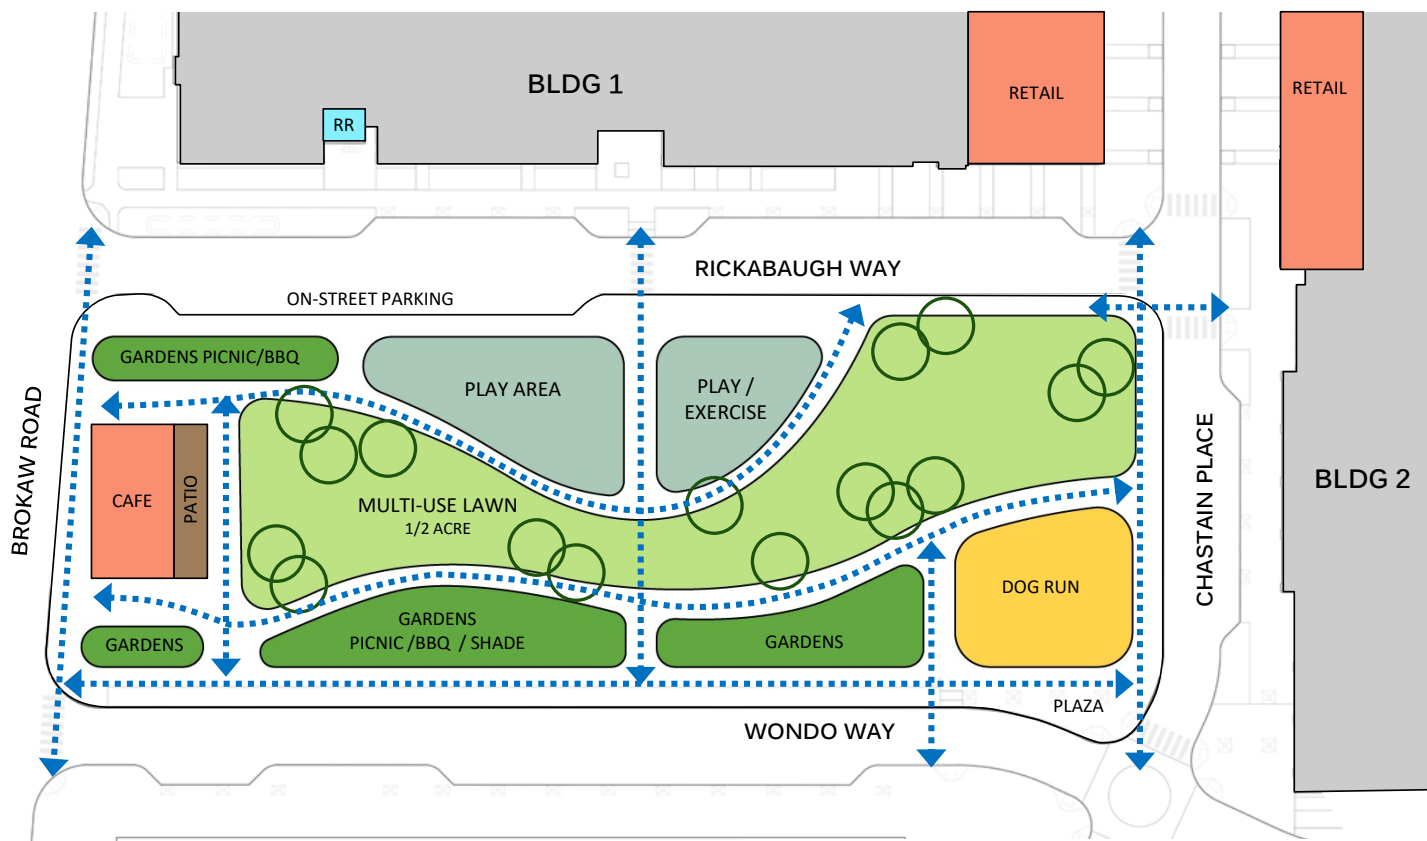 BLDG 1
RETAIL
RETAIL
RR
RICKABAUGH WAY
ON-STREET PARKING
GARDENS PICNIC/BBQ
PLAY AREA
PLAY /
EXERCISE
BROKAW ROAD
CAFE
PATIO
MULTI-USE LAWN
1/2 ACRE
CHASTAIN PLACE
BLDG 2
DOG RUN
GARDENS
GARDENS
PICNIC /BBQ / SHADE
GARDENS
PLAZA
WONDO WAY